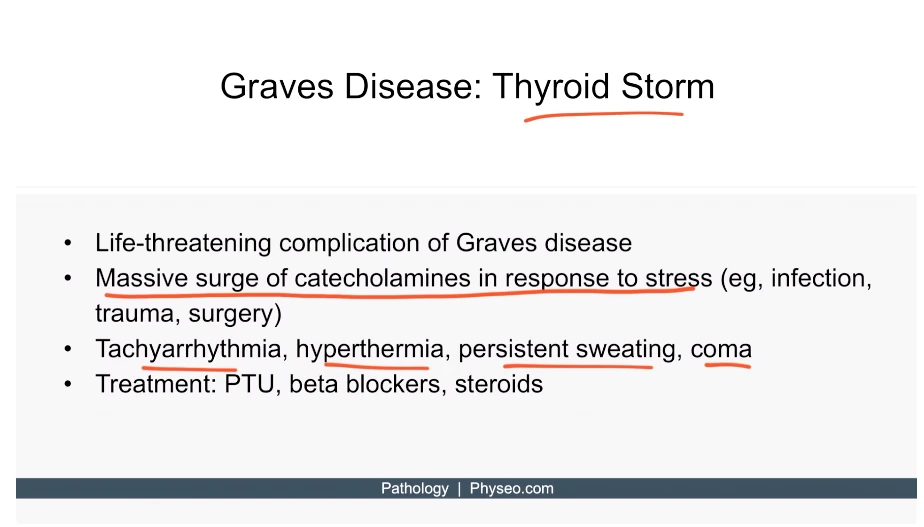 Graves Disease: Thyroid Storm
• Life-threatening complication of Graves disease
• Massive surge of catecholamines in response to stress (eg, infection,
trauma, surgery)
• Tachyarrhythmia, hyperthermia, persistent sweating, coma
• Treatment: PTU, beta blockers, steroids
Pathology | Physeo.com